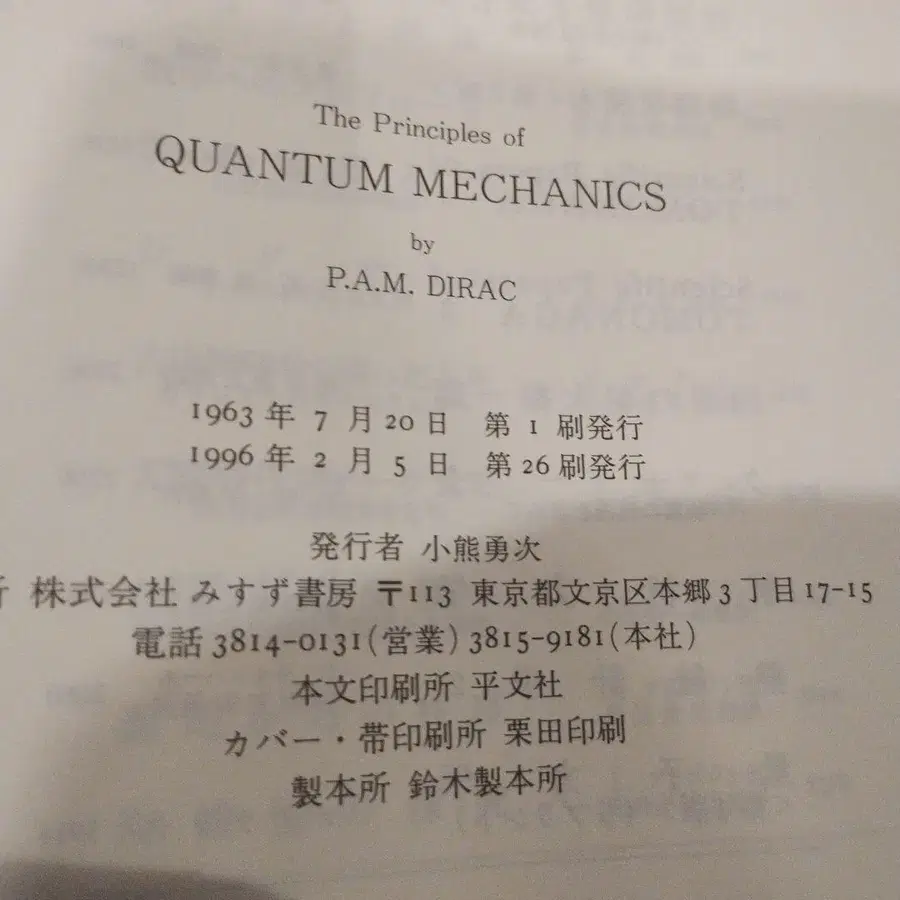 The Principles of
QUANTUM MECHANICS
by
P.A.M. DIRAC
1963 年 7 月 20 日 第 1 刷発行
1996 年 2 月 5 日 第 26 刷発行
発行者 小熊勇次
株式会社 みすず書房 〒113 東京都文京区本郷 3 丁目 17-15
電話 3814-0131(営業) 3815-9181(本社)
本文印刷所 平文社
カバー・帯印刷所 栗田印刷
製本所 鈴木製本所